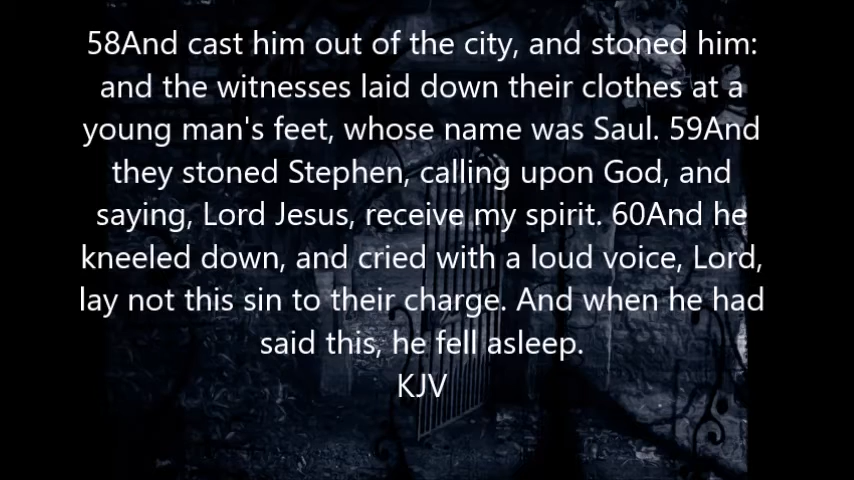 58And cast him out of the city, and stoned him:
and the witnesses laid down their clothes at a
young man's feet, whose name was Saul. 59And
they stoned Stephen, calling upon God, and
saying, Lord Jesus, receive my spirit. 60And he
kneeled down, and cried with a loud voice, Lord,
lay not this sin to their charge. And when he had
said this, he fell asleep.
KJV